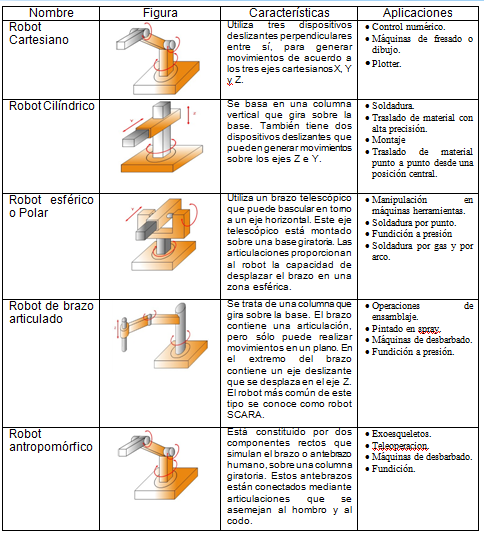 Nombre Figura Características Aplicaciones
Robot
Cartesiano
Utiliza tres dispositivos
deslizantes perpendiculares
entre sí, para generar
movimientos de acuerdo a
los tres ejes cartesianos X, Y
y Z.
• Control numérico.
• Máquinas de fresado o
dibujo.
• Plotter.
Robot Cilíndrico
Se basa en una columna
vertical que gira sobre la
base. También tiene dos
dispositivos deslizantes que
pueden generar movimientos
sobre los ejes Z e Y.
• Soldadura.
• Traslado de material con
alta precisión.
• Montaje
• Traslado de material
punto a punto desde una
posición central.
Robot esférico
o Polar
Utiliza un brazo telescópico
que puede bascular en torno
a un eje horizontal. Este eje
telescópico está montado
sobre una base giratoria. Las
articulaciones proporcionan
al robot la capacidad de
desplazar el brazo en una
zona esférica.
• Manipulación en
máquinas herramientas.
• Soldadura por punto.
• Fundición a presión
• Soldadura por gas y por
arco.
Robot de brazo
articulado
Se trata de una columna que
gira sobre la base. El brazo
contiene una articulación,
pero sólo puede realizar
movimientos en un plano. En
el extremo del brazo
contiene un eje deslizante
que se desplaza en el eje Z.
El robot más común de este
tipo se conoce como robot
SCARA.
• Operaciones de
ensamblaje.
• Pintado en spray.
• Máquinas de desbarbado.
• Fundición a presión.
Robot
antropomórfico
Está constituido por dos
componentes rectos que
simulan el brazo o antebrazo
humano, sobre una columna
giratoria. Estos antebrazos
están conectados mediante
articulaciones que se
asemejan al hombro y al
codo.
• Exoesqueletos.
• Teleoperacion.
• Máquinas de desbarbado.
• Fundición.